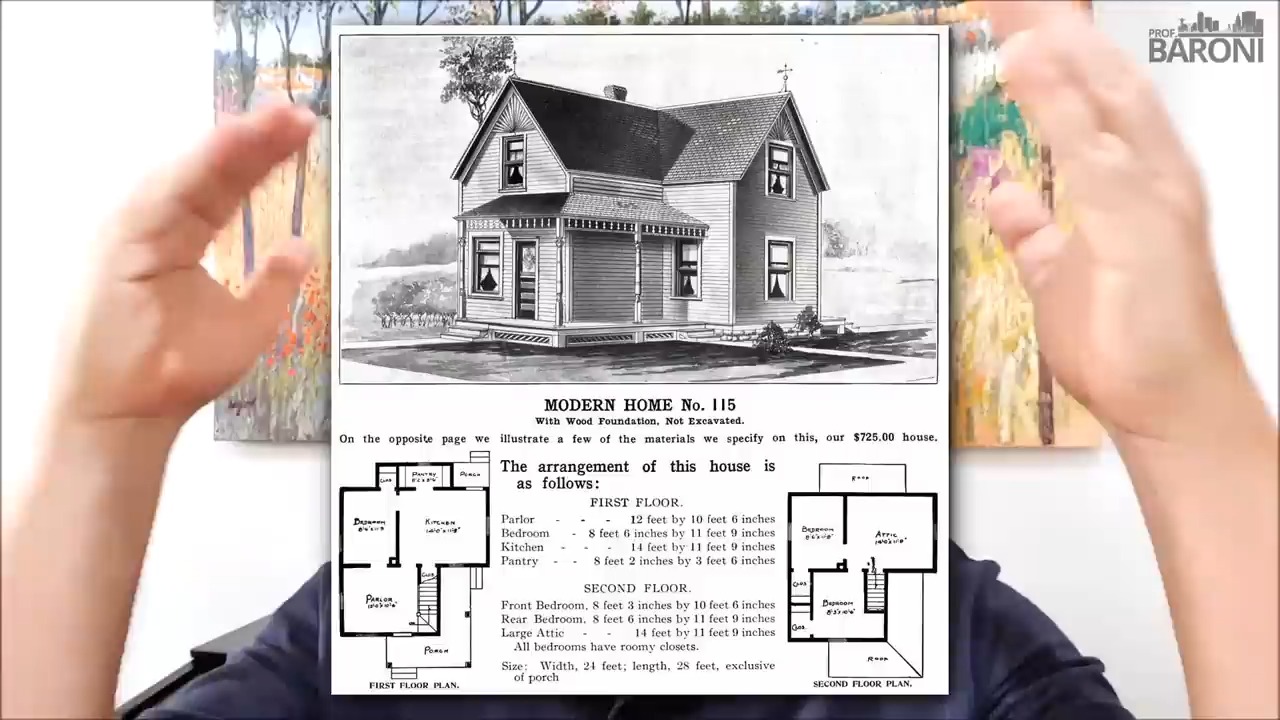 PROF.
BARONI
MODERN HOME No. 115
With Wood Foundation, Not Excavated.
On the opposite page we illustrate a few of the materials we specify on this, our $725.00 house.
The arrangement of this house is
as follows:
FIRST FLOOR.
Parlor - - - 12 feet by 10 feet 6 inches
Bedroom - 8 feet 6 inches by 11 feet 9 inches
Kitchen - - - 14 feet by 11 feet 9 inches
Pantry - - 8 feet 2 inches by 3 feet 6 inches
SECOND FLOOR.
Front Bedroom, 8 feet 3 inches by 10 feet 6 inches
Rear Bedroom, 8 feet 6 inches by 11 feet 9 inches
Large Attic - - 14 feet by 11 feet 9 inches
All bedrooms have roomy closets.
Size: Width, 24 feet; length, 28 feet, exclusive
of porch
CLOS
PANTRY
PORCH
BEDROOM
KITCHEN
CLOS
PARLOR
PORCH
FIRST FLOOR PLAN.
ROOF
BEDROOM
ATTIC
CLOS
BEDROOM
CLOS
ROOF
SECOND FLOOR PLAN.